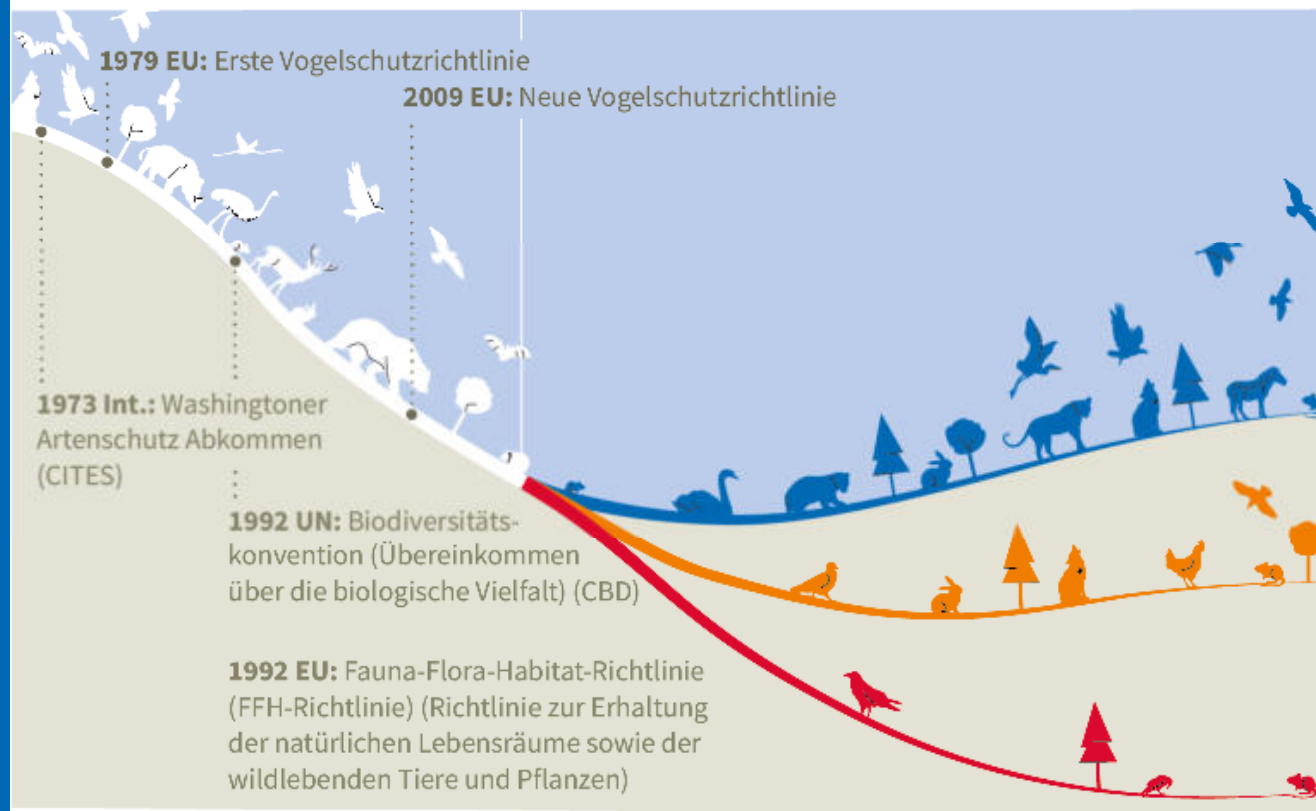 1979 EU: Erste Vogelschutzrichtlinie
2009 EU: Neue Vogelschutzrichtlinie
1973 Int.: Washingtoner
Artenschutz Abkommen
(CITES)
1992 UN: Biodiversitäts-
konvention (Übereinkommen
über die biologische Vielfalt) (CBD)
1992 EU: Fauna-Flora-Habitat-Richtlinie
(FFH-Richtlinie) (Richtlinie zur Erhaltung
der natürlichen Lebensräume sowie der
wildlebenden Tiere und Pflanzen)